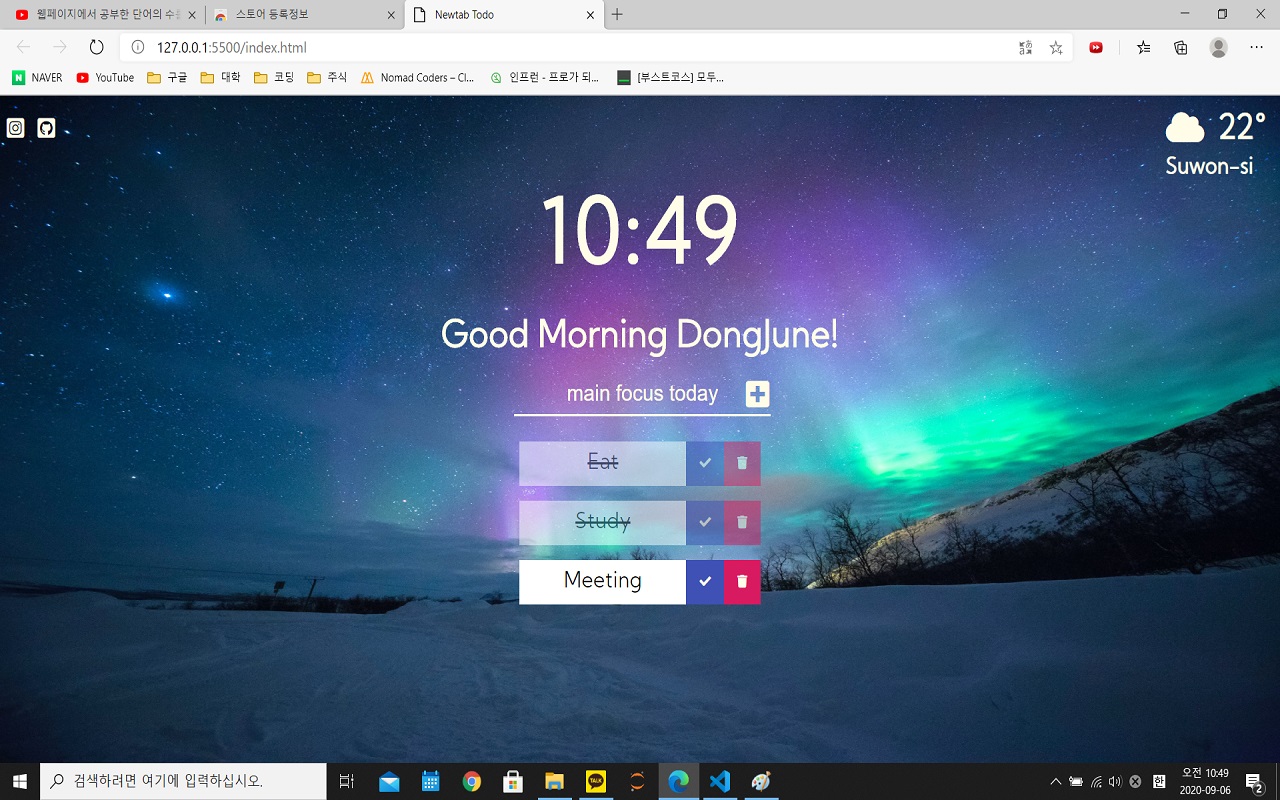 웹페이지에서 공부한 단어의 수를
스토어 등록정보
Newtab Todo
127.0.0.1:5500/index.html
NAVER
YouTube
구글
대학
코딩
주식
Nomad Coders – Cl...
인프런 - 프로가 되...
[부스트코스] 모두...
22°
Suwon-si
10:49
Good Morning DongJune!
main focus today
Eat
Study
Meeting
검색하려면 여기에 입력하십시오.
TALK
한
오전 10:49
2020-09-06
2